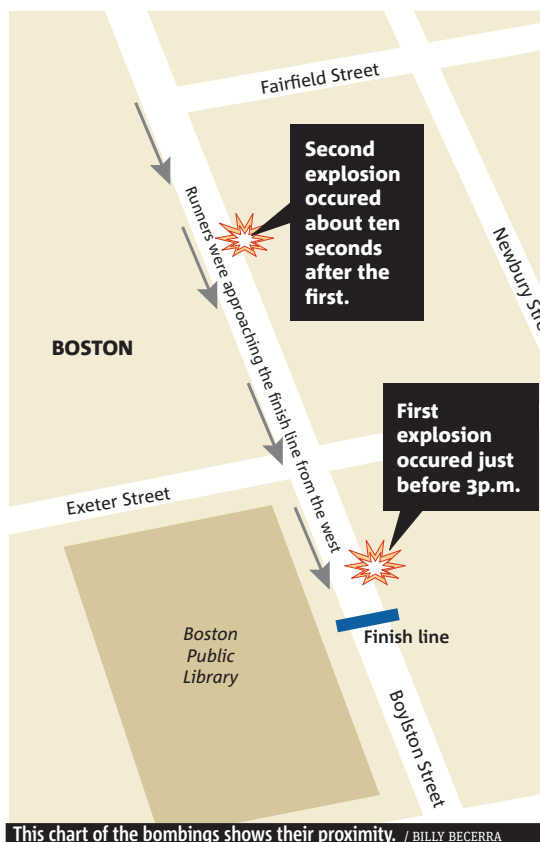 Fairfield Street
Second
explosion
occured
about ten
seconds
after the
first.
Runners were approaching the finish line from the west
Newbury Stre
BOSTON
First
explosion
occured just
before 3p.m.
Exeter Street
Boston
Public
Library
Finish line
Boylston Street
This chart of the bombings shows their proximity. / BILLY BECERRA